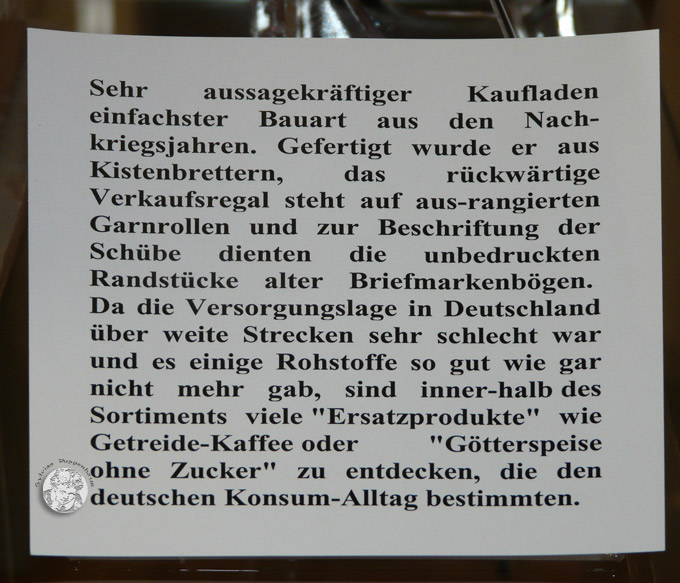 Sehr aussagekräftiger Kaufladen
einfachster Bauart aus den Nach-
kriegsjahren. Gefertigt wurde er aus
Kistenbrettern, das rückwärtige
Verkaufsregal steht auf aus-rangierten
Garnrollen und zur Beschriftung der
Schübe dienten die unbedruckten
Randstücke alter Briefmarkenbögen.
Da die Versorgungslage in Deutschland
über weite Strecken sehr schlecht war
und es einige Rohstoffe so gut wie gar
nicht mehr gab, sind inner-halb des
Sortiments viele "Ersatzprodukte" wie
Getreide-Kaffee oder "Götterspeise
ohne Zucker" zu entdecken, die den
deutschen Konsum-Alltag bestimmten.